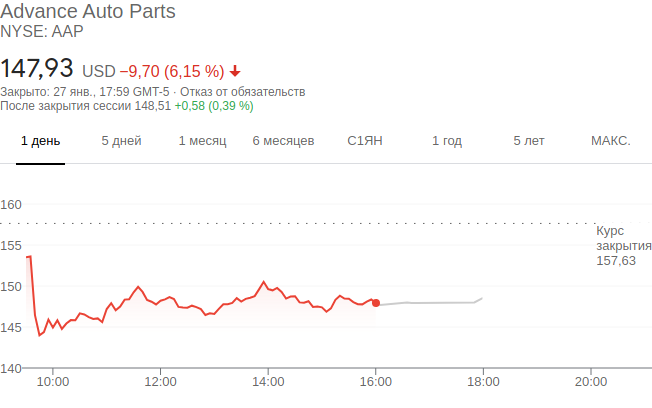 Advance Auto Parts
NYSE: AAP
147,93 USD −9,70 (6,15 %)
Закрыто: 27 янв., 17:59 GMT-5 · Отказ от обязательств
После закрытия сессии 148,51 +0,58 (0,39 %)
1 день 5 дней 1 месяц 6 месяцев С1ЯН 1 год 5 лет МАКС.
160
Курс
закрытия
157,63
155
150
145
140
10:00 12:00 14:00 16:00 18:00 20:00